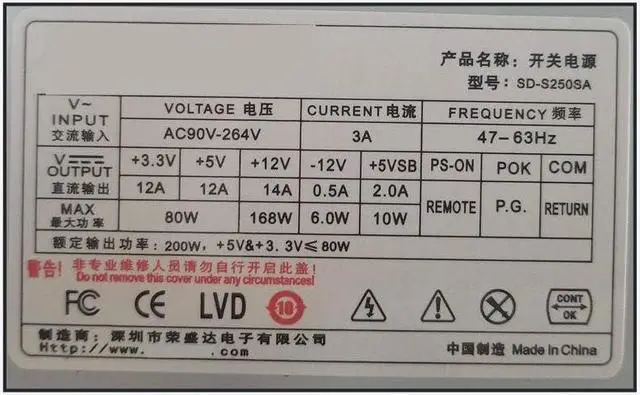 产品名称：开关电源
型号：SD-S250SA
V~ INPUT 交流输入 VOLTAGE 电压 CURRENT 电流 FREQUENCY 频率
AC90V-264V 3A 47-63Hz
V OUTPUT 直流输出 +3.3V +5V +12V -12V +5VSB PS-ON POK COM
12A 12A 14A 0.5A 2.0A REMOTE P.G. RETURN
MAX 最大功率 80W 168W 6.0W 10W
额定输出功率：200W，+5V&+3.3V≤80W
警告! 非专业维修人员请勿自行开启此盖!
Do not remove this cover under any circumstances!
FC CE LVD 10 CONT OK
制造商：深圳市荣盛达电子有限公司
Http://www. .com 中国制造 Made in China